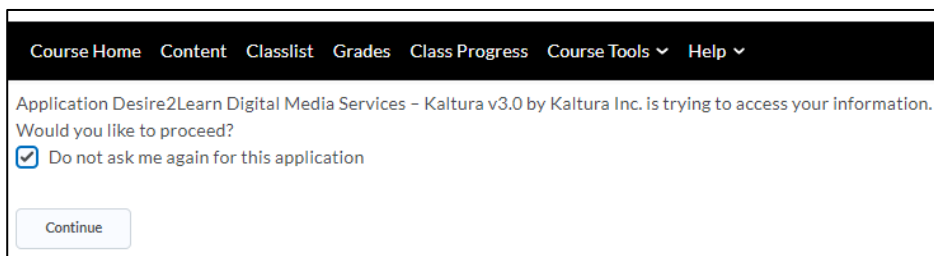 Course Home Content Classlist Grades Class Progress Course Tools Help
Application Desire2Learn Digital Media Services – Kaltura v3.0 by Kaltura Inc. is trying to access your information.
Would you like to proceed?
Do not ask me again for this application
Continue